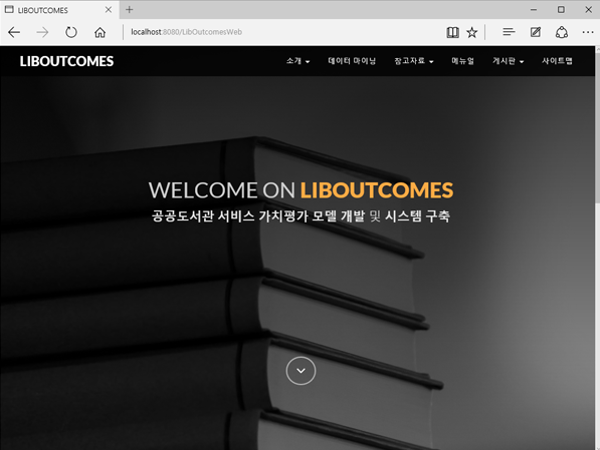 LIBOUTCOMES
localhost:8080/LibOutcomesWeb
LIBOUTCOMES
소개 데이터 마이닝 참고자료 메뉴얼 게시판 사이트맵
WELCOME ON LIBOUTCOMES
공공도서관 서비스 가치평가 모델 개발 및 시스템 구축